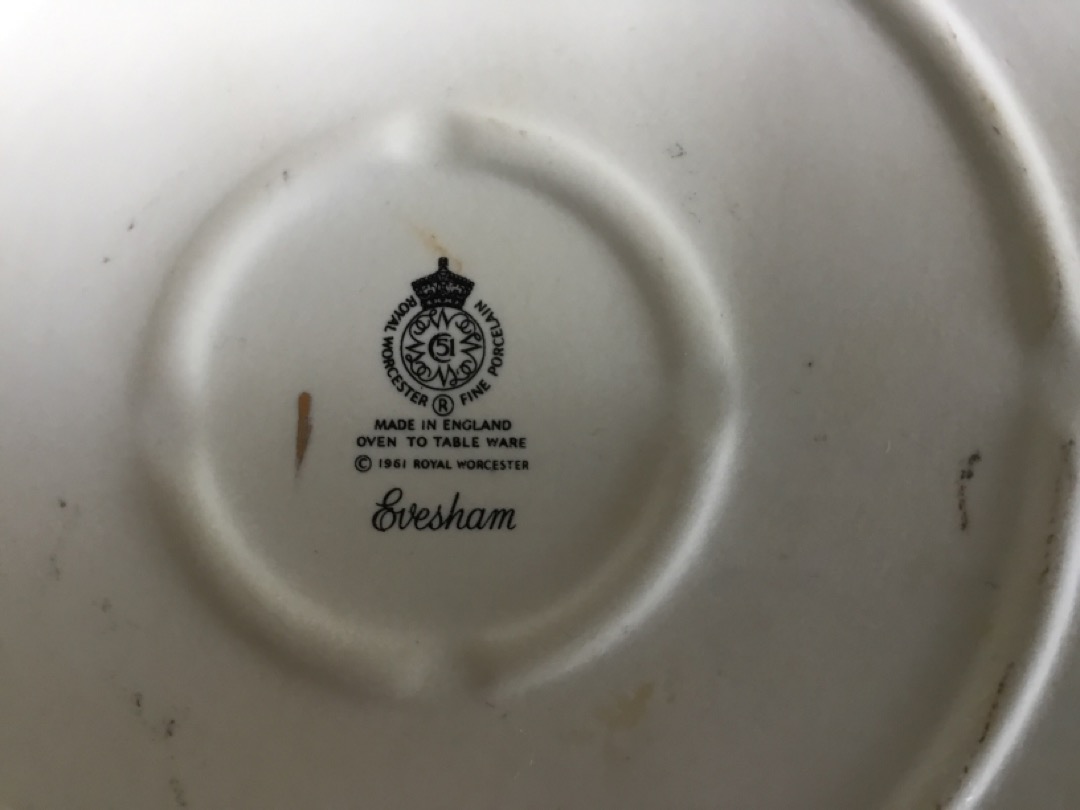 ROYAL WORCESTER ® FINE PORCELAIN
51
MADE IN ENGLAND
OVEN TO TABLE WARE
© 1961 ROYAL WORCESTER
Evesham